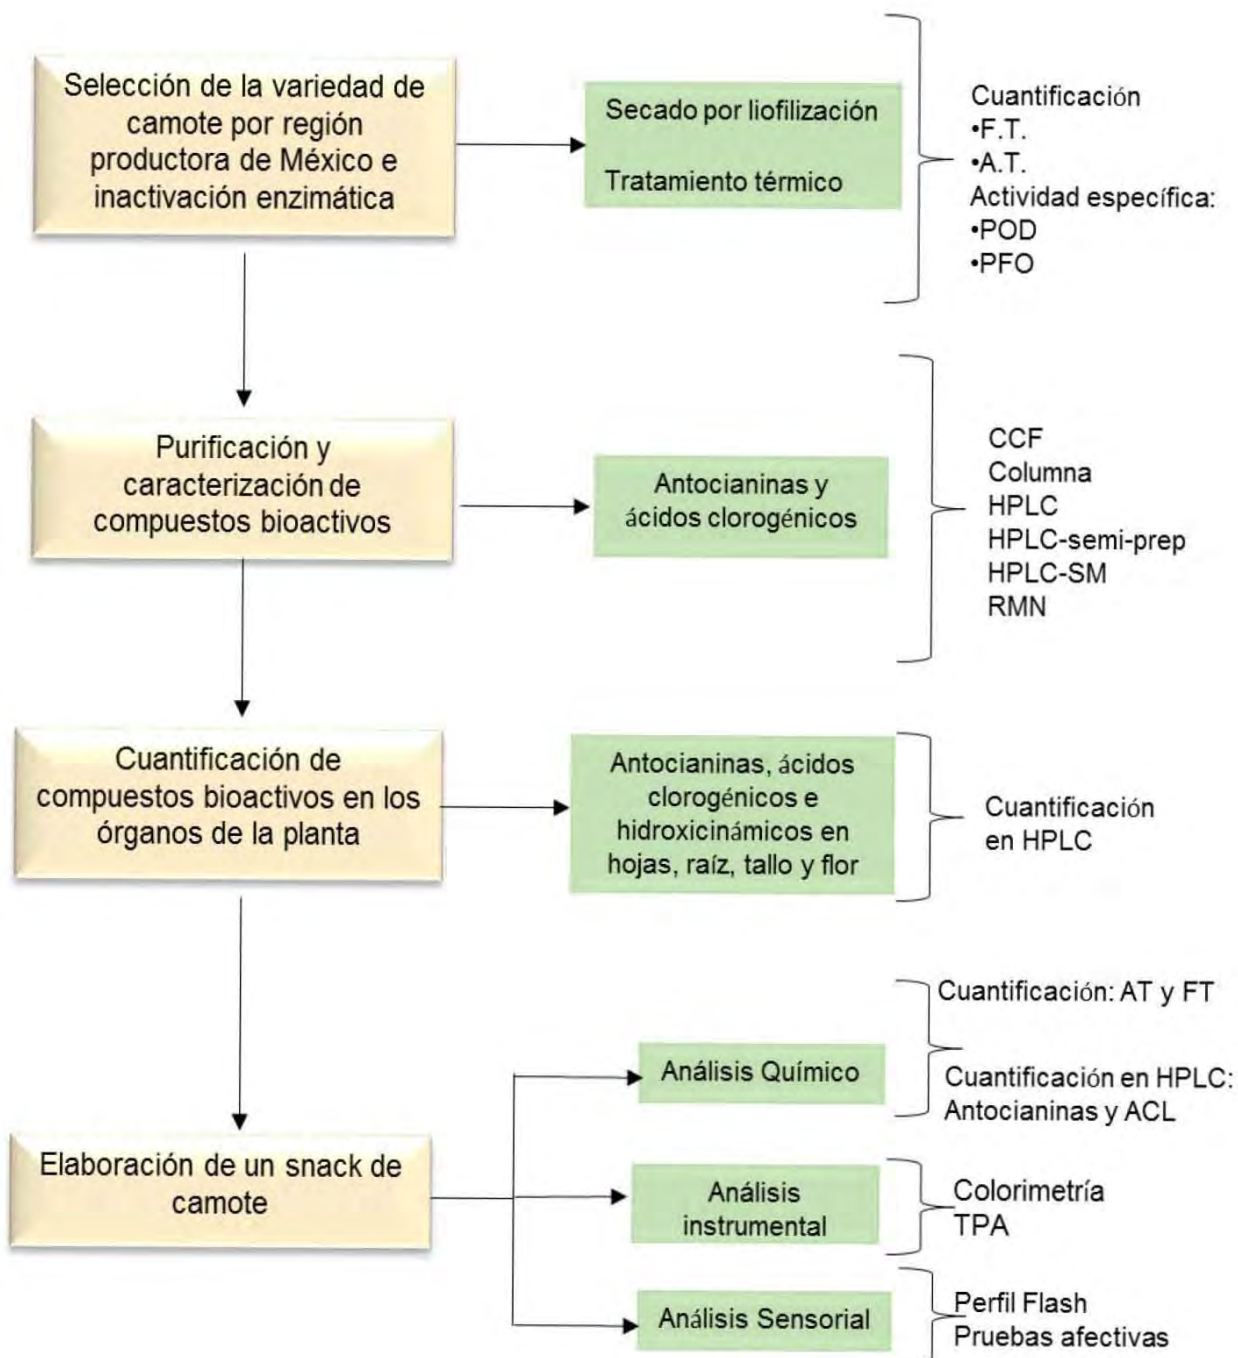 Selección de la variedad de
camote por región
productora de México e
inactivación enzimática
Secado por liofilización
Tratamiento térmico
Cuantificación
•F.T.
•A.T.
Actividad específica:
•POD
•PFO
Purificación y
caracterización de
compuestos bioactivos
Antocianinas y
ácidos clorogénicos
CCF
Columna
HPLC
HPLC-semi-prep
HPLC-SM
RMN
Cuantificación de
compuestos bioactivos en los
órganos de la planta
Antocianinas, ácidos
clorogénicos e
hidroxicinámicos en
hojas, raíz, tallo y flor
Cuantificación
en HPLC
Elaboración de un snack de
camote
Análisis Químico
Cuantificación: AT y FT
Cuantificación en HPLC:
Antocianinas y ACL
Análisis
instrumental
Colorimetría
TPA
Análisis Sensorial
Perfil Flash
Pruebas afectivas